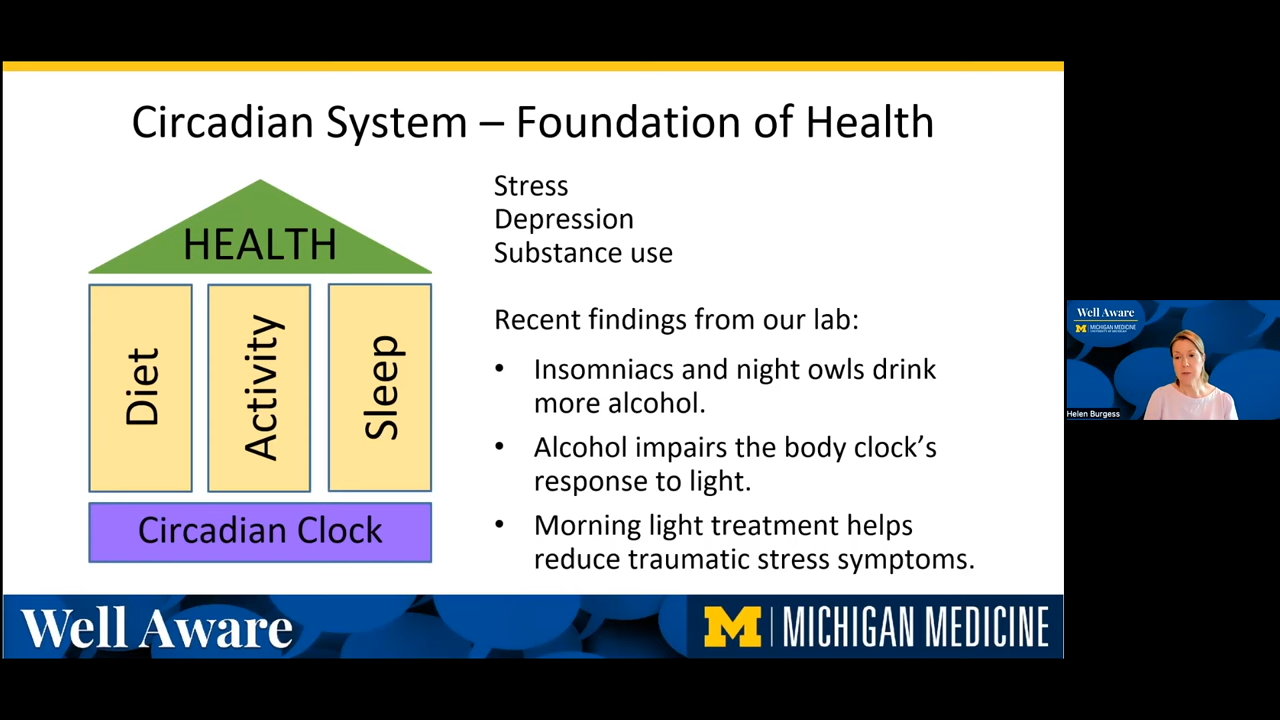 Circadian System – Foundation of Health
HEALTH
Diet
Activity
Sleep
Circadian Clock
Stress
Depression
Substance use
Recent findings from our lab:
• Insomniacs and night owls drink
more alcohol.
• Alcohol impairs the body clock’s
response to light.
• Morning light treatment helps
reduce traumatic stress symptoms.
Well Aware
M | MICHIGAN MEDICINE
Well Aware
M | MICHIGAN MEDICINE
Helen Burgess